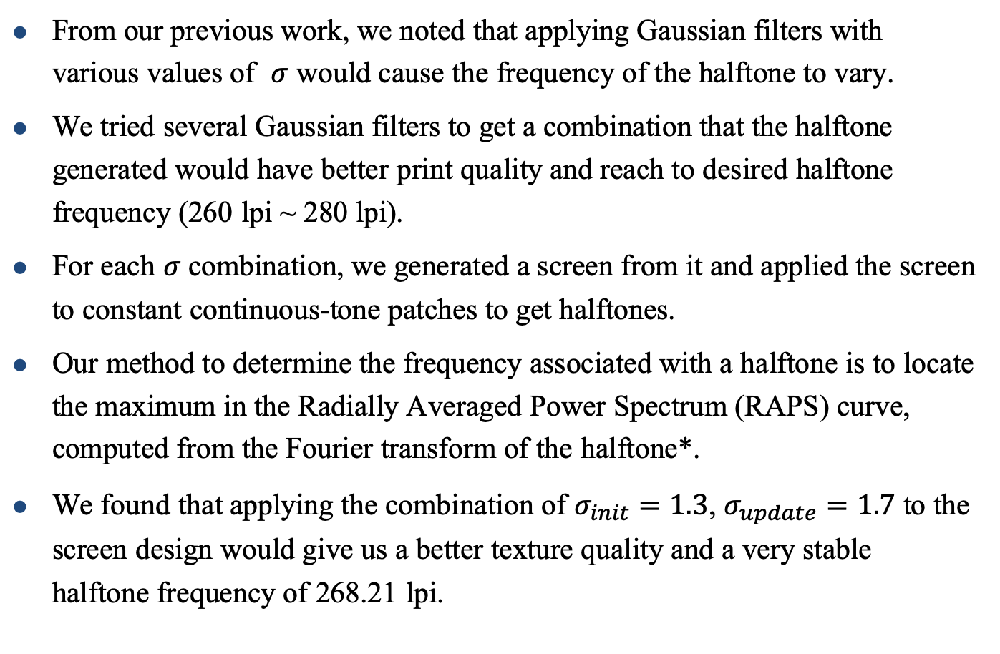 • From our previous work, we noted that applying Gaussian filters with
various values of σ would cause the frequency of the halftone to vary.
• We tried several Gaussian filters to get a combination that the halftone
generated would have better print quality and reach to desired halftone
frequency (260 lpi ~ 280 lpi).
• For each σ combination, we generated a screen from it and applied the screen
to constant continuous-tone patches to get halftones.
• Our method to determine the frequency associated with a halftone is to locate
the maximum in the Radially Averaged Power Spectrum (RAPS) curve,
computed from the Fourier transform of the halftone*.
• We found that applying the combination of σ_init = 1.3, σ_update = 1.7 to the
screen design would give us a better texture quality and a very stable
halftone frequency of 268.21 lpi.